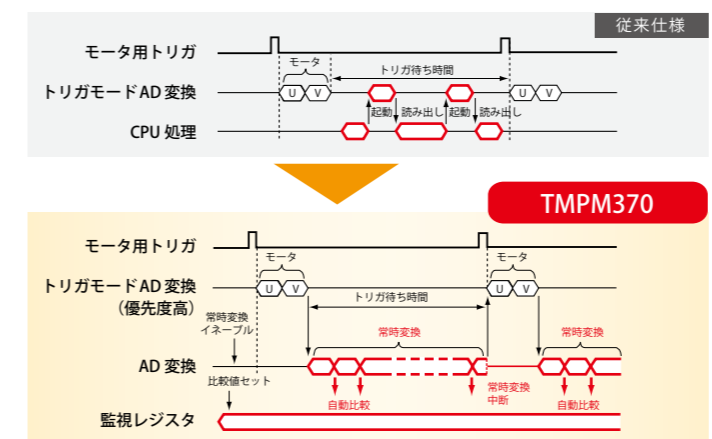 従来仕様
モータ用トリガ
モータ
トリガ待ち時間
トリガモードAD 変換
U V
U V
起動 読み出し 起動 読み出し
CPU 処理
TMPM370
モータ用トリガ
モータ
モータ
トリガモードAD 変換
(優先度高)
U V
U V
トリガ待ち時間
常時変換
イネーブル
常時変換
常時変換
AD 変換
比較値セット
自動比較
常時変換
中断
自動比較
監視レジスタ